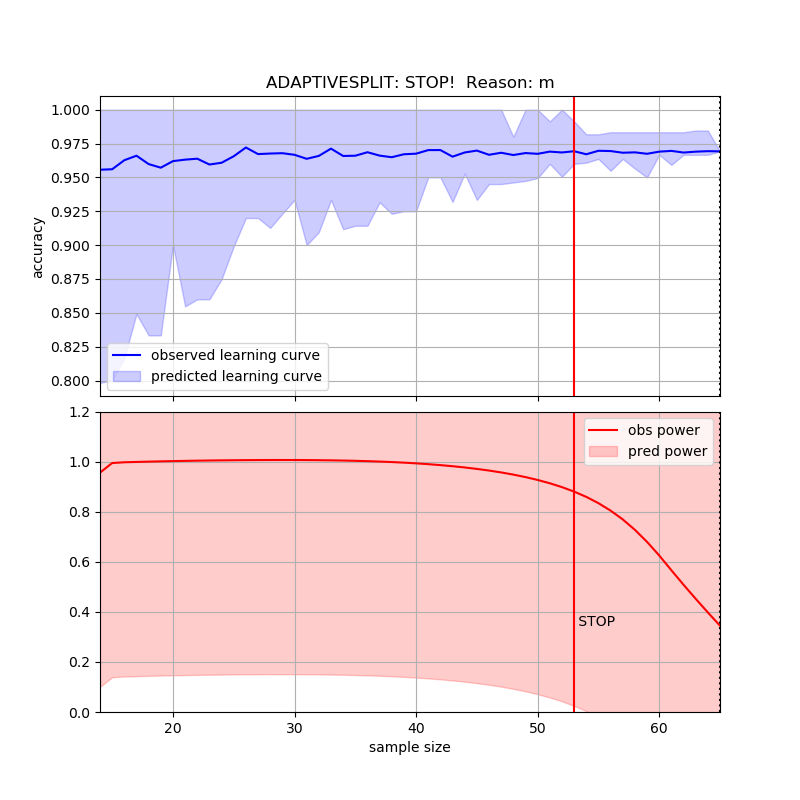 ADAPTIVESPLIT: STOP!  Reason: m
1.000
0.975
0.950
0.925
0.900
0.875
0.850
0.825
0.800
accuracy
observed learning curve
predicted learning curve
1.2
1.0
0.8
0.6
0.4
0.2
0.0
obs power
pred power
STOP
20 30 40 50 60
sample size